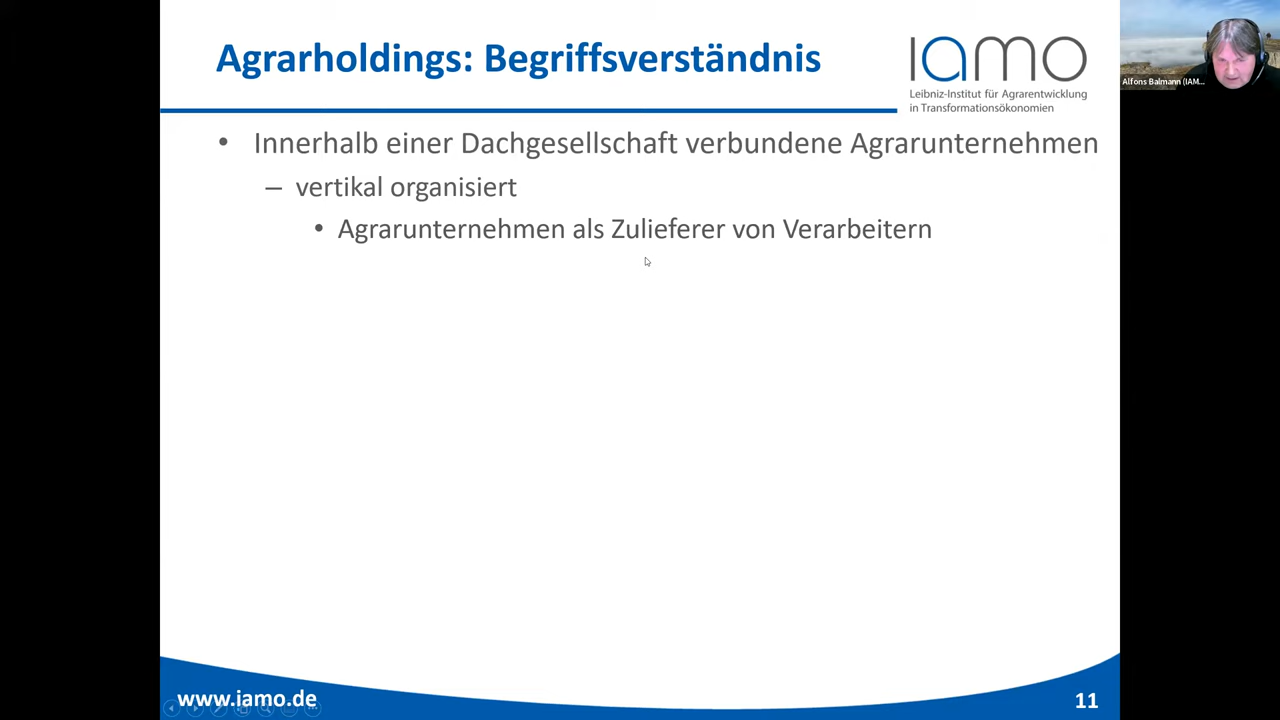 Agrarholdings: Begriffsverständnis
iamo
Leibniz-Institut für Agrarentwicklung
in Transformationsökonomien
Alfons Balmann (IAM...
• Innerhalb einer Dachgesellschaft verbundene Agrarunternehmen
– vertikal organisiert
• Agrarunternehmen als Zulieferer von Verarbeitern
www.iamo.de
11